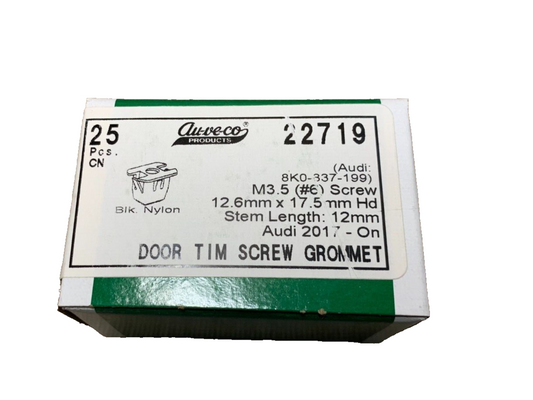 25
Pcs.
CN
Au-ve-co
PRODUCTS
22719
(Audi:
8K0-837-199)
M3.5 (#6) Screw
12.6mm x 17.5mm Hd
Stem Length: 12mm
Audi 2017 - On
Blk. Nylon
DOOR TIM SCREW GROMMET